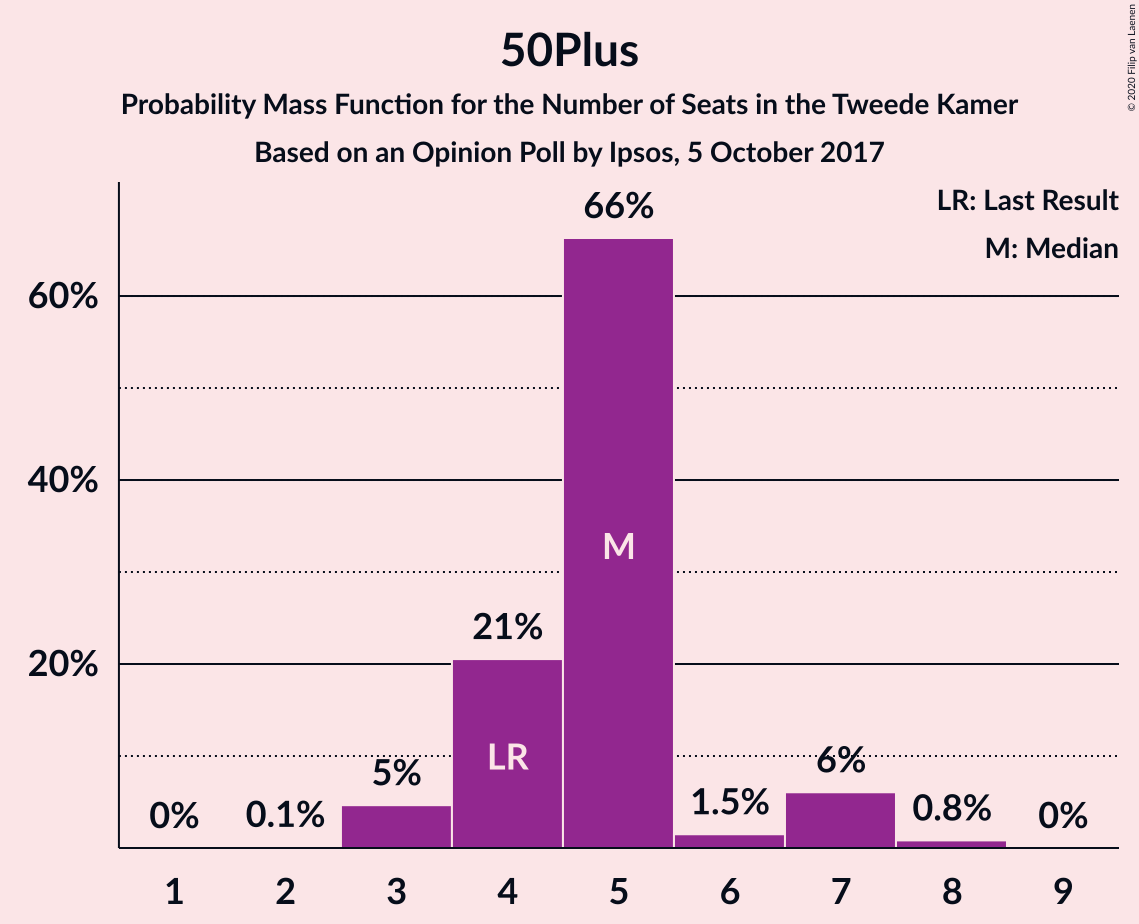 50Plus
Probability Mass Function for the Number of Seats in the Tweede Kamer
Based on an Opinion Poll by Ipsos, 5 October 2017
© 2020 Filip van Laenen
LR: Last Result
M: Median
60%
40%
20%
0%
0.1%
5%
21%
66%
1.5%
6%
0.8%
0%
LR
M
1 2 3 4 5 6 7 8 9